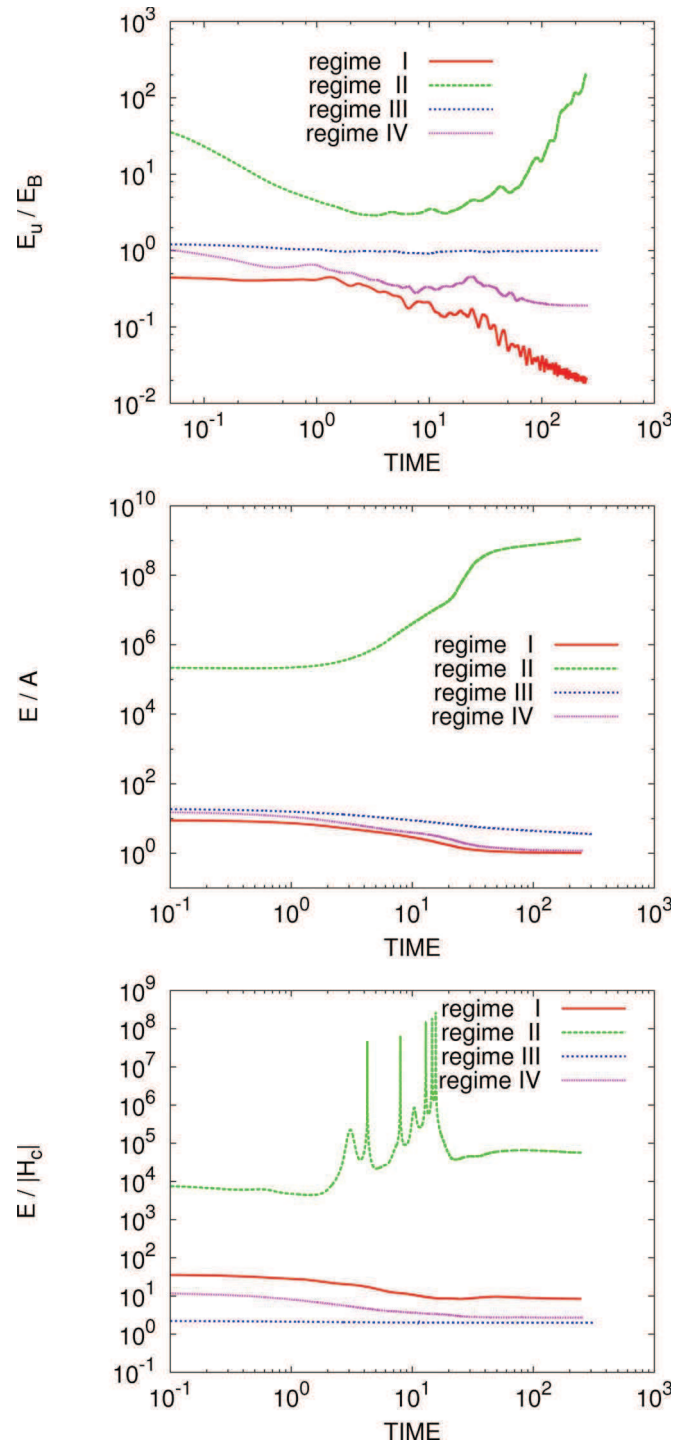 E_u / E_B
10^3
10^2
10^1
10^0
10^-1
10^-2
regime I
regime II
regime III
regime IV
10^-1 10^0 10^1 10^2 10^3
TIME
E / A
10^10
10^8
10^6
10^4
10^2
10^0
regime I
regime II
regime III
regime IV
10^-1 10^0 10^1 10^2 10^3
TIME
E / |H_c|
10^9
10^8
10^7
10^6
10^5
10^4
10^3
10^2
10^1
10^0
10^-1
regime I
regime II
regime III
regime IV
10^-1 10^0 10^1 10^2 10^3
TIME